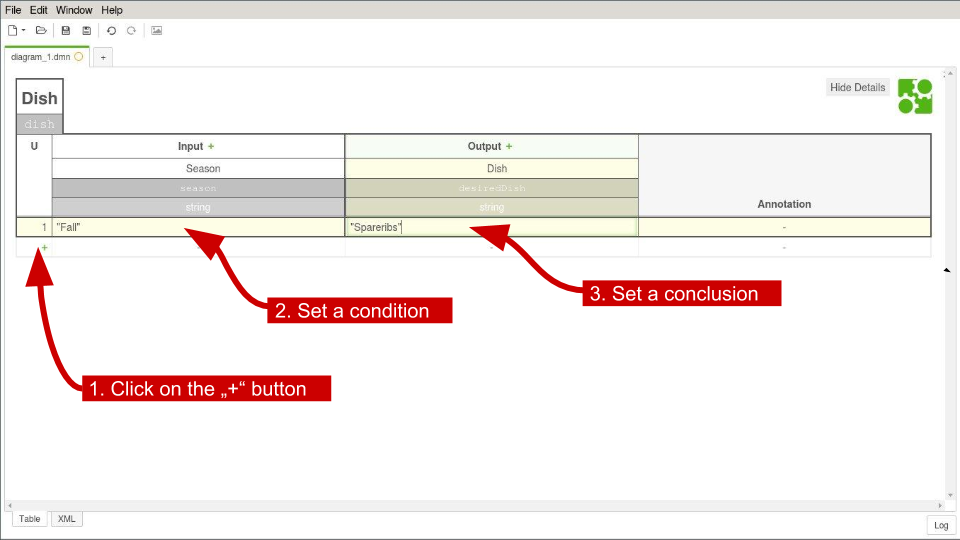 File Edit Window Help
diagram_1.dmn +
Hide Details
Dish
dish
U Input + Output +
Season Dish
season desiredDish
string string Annotation
1 "Fall" "Spareribs" -
+ - -
3. Set a conclusion
2. Set a condition
1. Click on the „+“ button
Table XML
Log